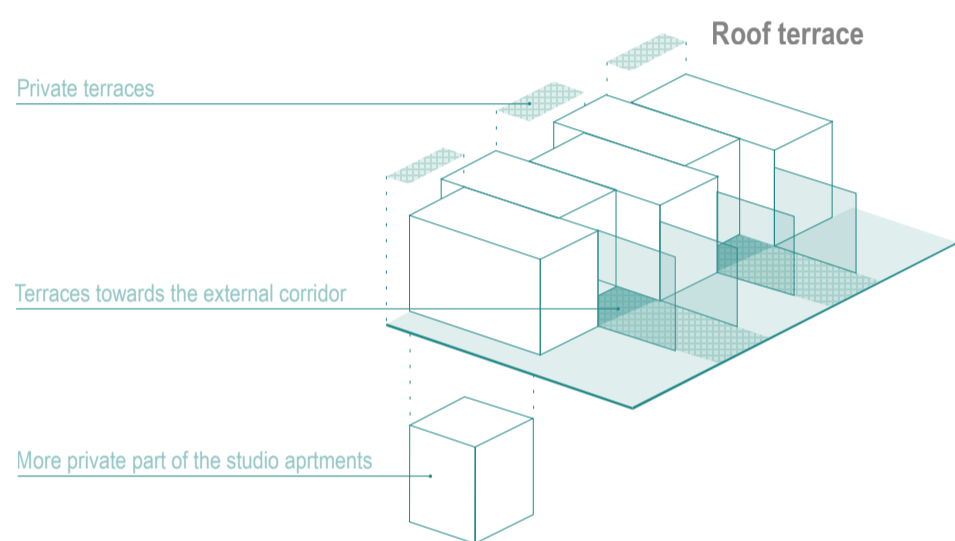 Roof terrace
Private terraces
Terraces towards the external corridor
More private part of the studio aprtments